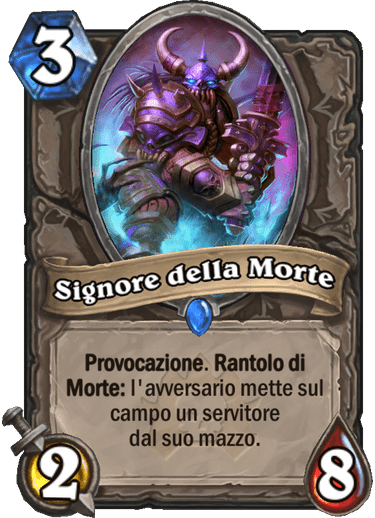 3
Signore della Morte
Provocazione. Rantolo di
Morte: l'avversario mette sul
campo un servitore
dal suo mazzo.
2
8